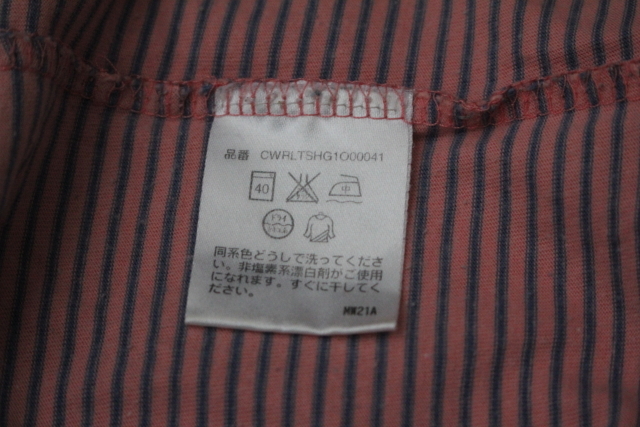 品番 CWRLTSHG1O00041
40
中
同系色どうしで洗ってくださ
い。非塩素系漂白剤がご使用
になれます。すぐに干してく
ださい。
MW21A